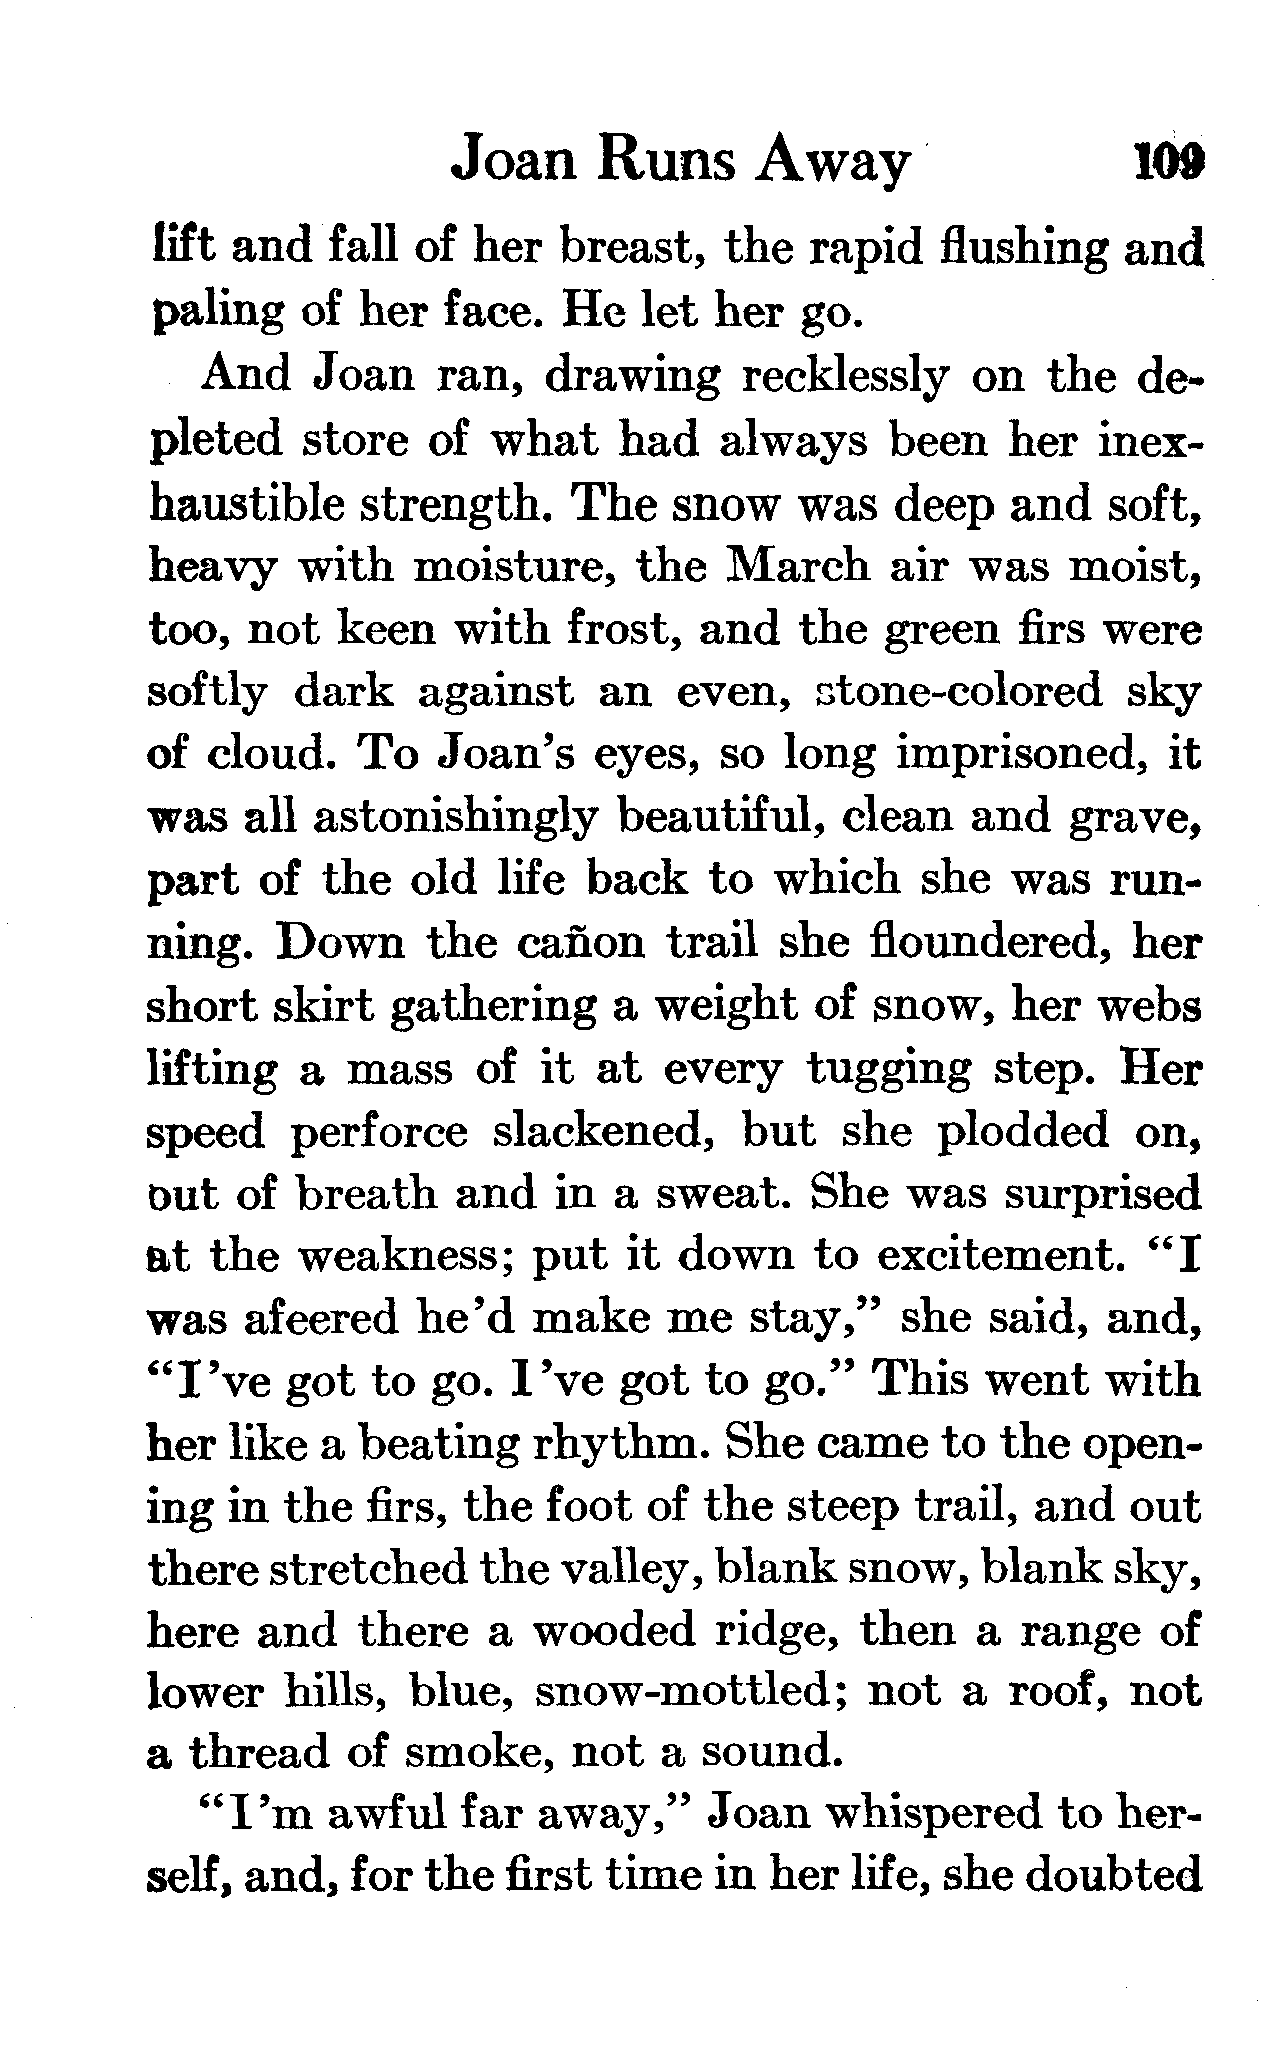 Joan Runs Away 109
lift and fall of her breast, the rapid flushing and
paling of her face. He let her go.
And Joan ran, drawing recklessly on the de-
pleted store of what had always been her inex-
haustible strength. The snow was deep and soft,
heavy with moisture, the March air was moist,
too, not keen with frost, and the green firs were
softly dark against an even, stone-colored sky
of cloud. To Joan's eyes, so long imprisoned, it
was all astonishingly beautiful, clean and grave,
part of the old life back to which she was run-
ning. Down the cañon trail she floundered, her
short skirt gathering a weight of snow, her webs
lifting a mass of it at every tugging step. Her
speed perforce slackened, but she plodded on,
out of breath and in a sweat. She was surprised
at the weakness; put it down to excitement. "I
was afeered he'd make me stay," she said, and,
"I've got to go. I've got to go." This went with
her like a beating rhythm. She came to the open-
ing in the firs, the foot of the steep trail, and out
there stretched the valley, blank snow, blank sky,
here and there a wooded ridge, then a range of
lower hills, blue, snow-mottled; not a roof, not
a thread of smoke, not a sound.
"I'm awful far away," Joan whispered to her-
self, and, for the first time in her life, she doubted